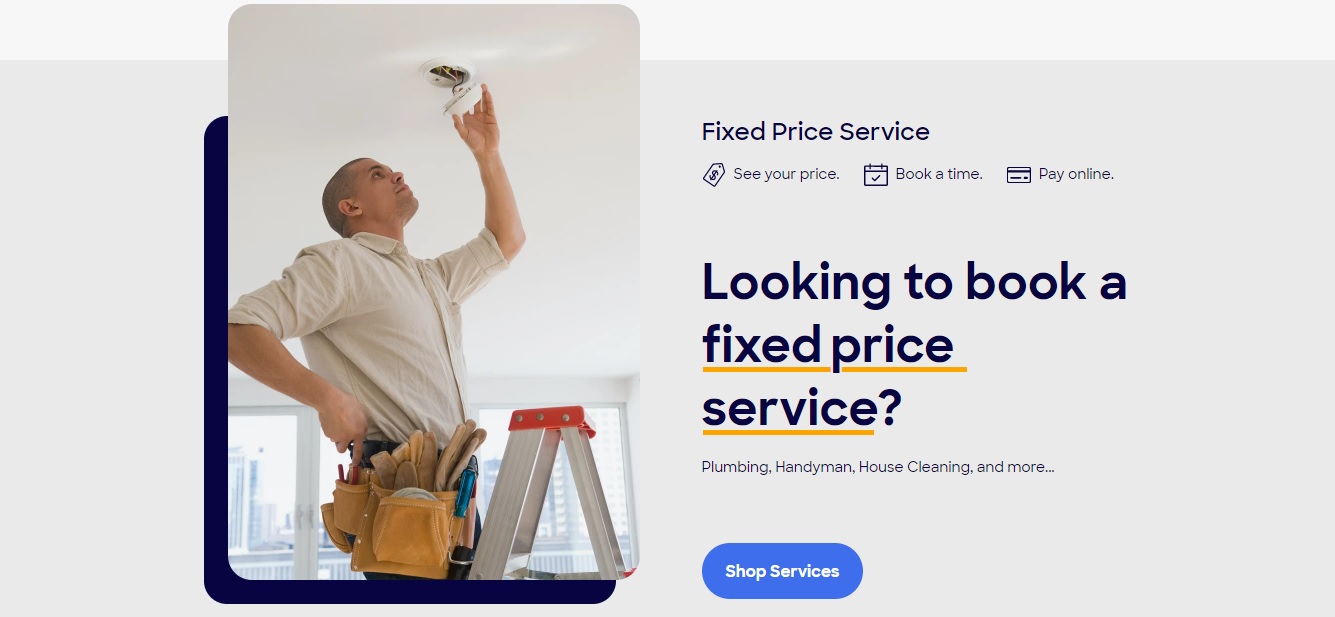 Fixed Price Service
See your price. Book a time. Pay online.
Looking to book a
fixed price
service?
Plumbing, Handyman, House Cleaning, and more...
Shop Services